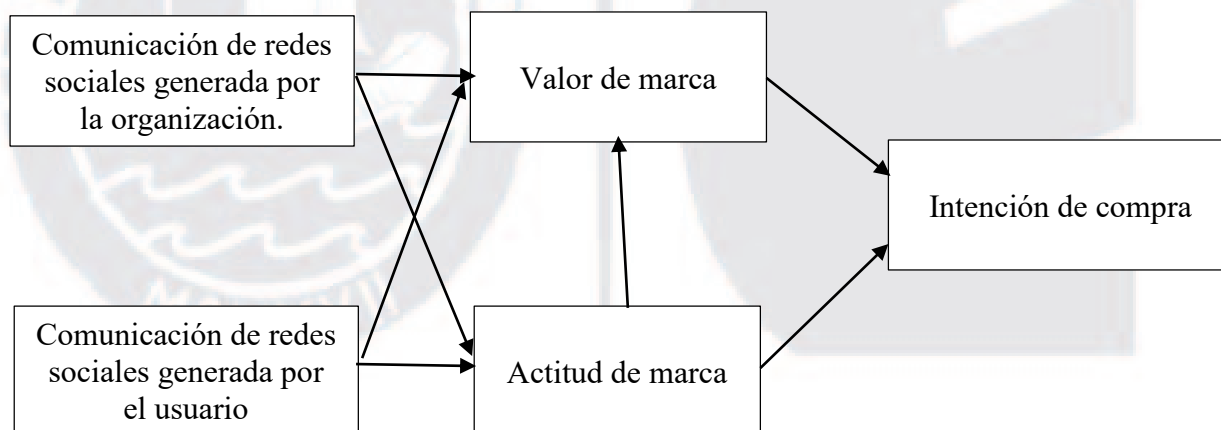 Comunicación de redes
sociales generada por
la organización.
Valor de marca
Intención de compra
Comunicación de redes
sociales generada por
el usuario
Actitud de marca